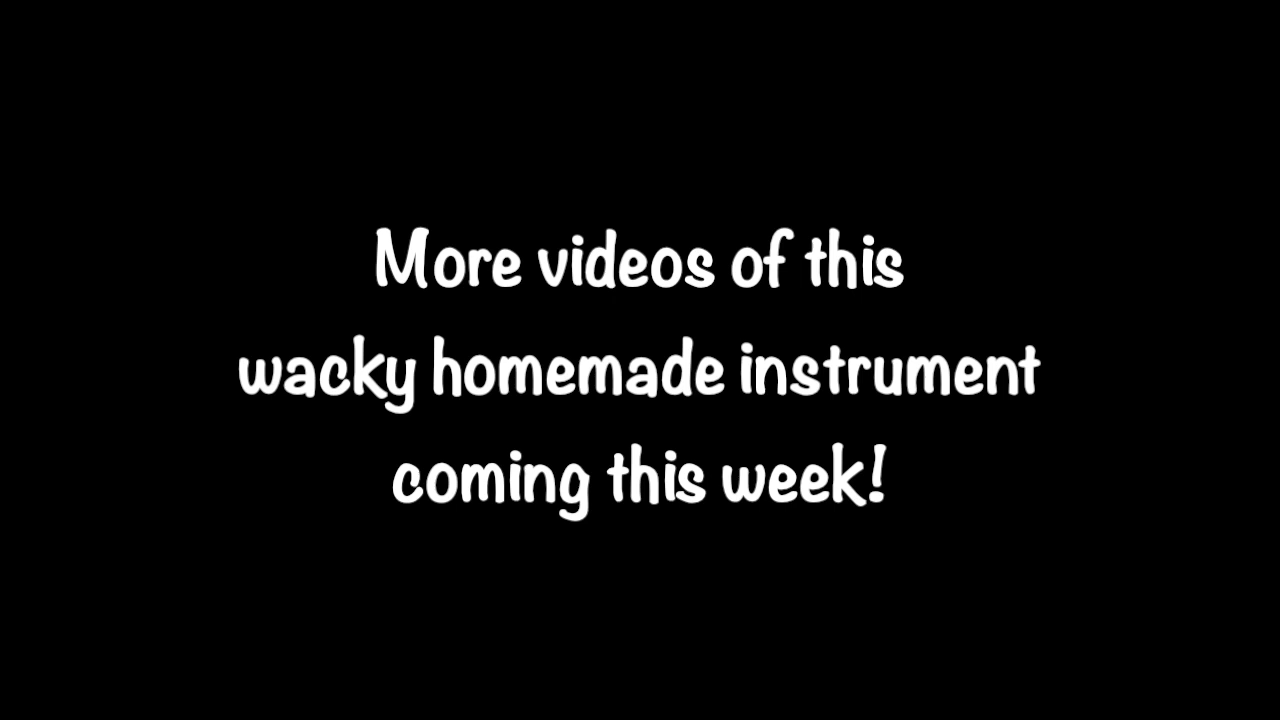 More videos of this
wacky homemade instrument
coming this week!